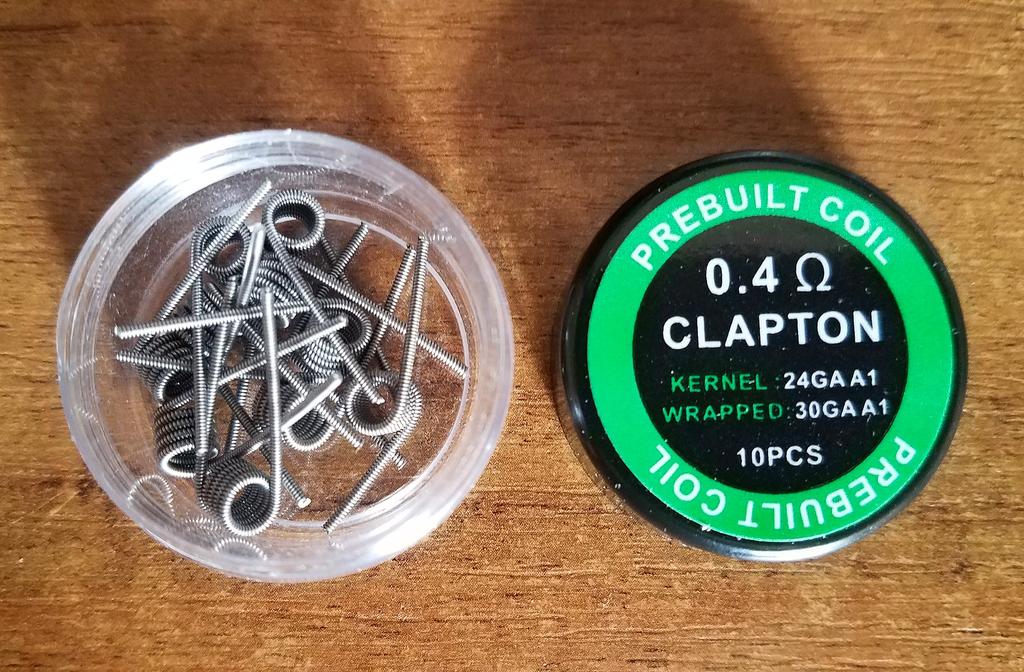 PREBUILT COIL
0.4 Ω
CLAPTON
KERNEL:24GA A1
WRAPPED:30GA A1
10PCS
PREBUILT COIL